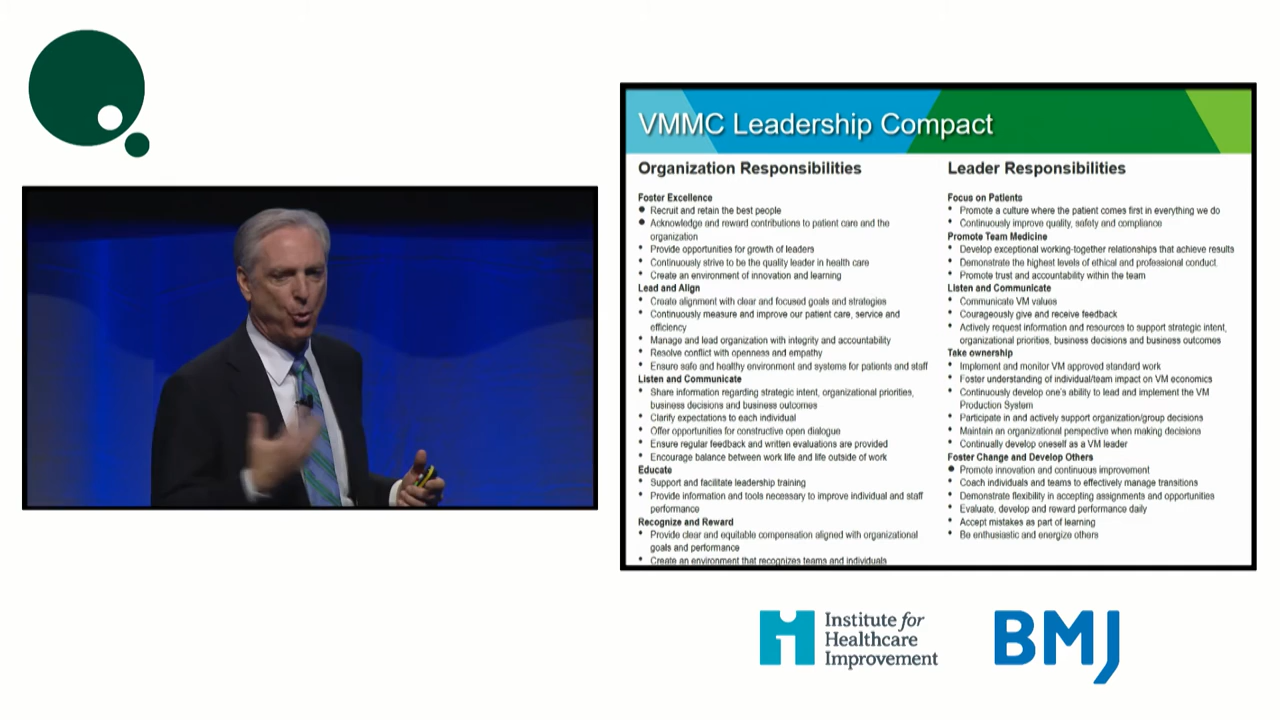 VMMC Leadership Compact
Organization Responsibilities
Foster Excellence
Recruit and retain the best people
Acknowledge and reward contributions to patient care and the
organization
Provide opportunities for growth of leaders
Continuously strive to be the quality leader in health care
Create an environment of innovation and learning
Lead and Align
Create alignment with clear and focused goals and strategies
Continuously measure and improve our patient care, service and
efficiency
Manage and lead organization with integrity and accountability
Resolve conflict with openness and empathy
Ensure safe and healthy environment and systems for patients and staff
Listen and Communicate
Share information regarding strategic intent, organizational priorities,
business decisions and business outcomes
Clarify expectations to each individual
Offer opportunities for constructive open dialogue
Ensure regular feedback and written evaluations are provided
Encourage balance between work life and life outside of work
Educate
Support and facilitate leadership training
Provide information and tools necessary to improve individual and staff
performance
Recognize and Reward
Provide clear and equitable compensation aligned with organizational
goals and performance
Create an environment that recognizes teams and individuals
Leader Responsibilities
Focus on Patients
Promote a culture where the patient comes first in everything we do
Continuously improve quality, safety and compliance
Promote Team Medicine
Develop exceptional working-together relationships that achieve results
Demonstrate the highest levels of ethical and professional conduct
Promote trust and accountability within the team
Listen and Communicate
Communicate VM values
Courageously give and receive feedback
Actively request information and resources to support strategic intent,
organizational priorities, business decisions and business outcomes
Take ownership
Implement and monitor VM approved standard work
Foster understanding of individual/team impact on VM economics
Continuously develop one's ability to lead and implement the VM
Production System
Participate in and actively support organization/group decisions
Maintain an organizational perspective when making decisions
Continually develop oneself as a VM leader
Foster Change and Develop Others
Promote innovation and continuous improvement
Coach individuals and teams to effectively manage transitions
Demonstrate flexibility in accepting assignments and opportunities
Evaluate, develop and reward performance daily
Accept mistakes as part of learning
Be enthusiastic and energize others
Institute for
Healthcare
Improvement
BMJ